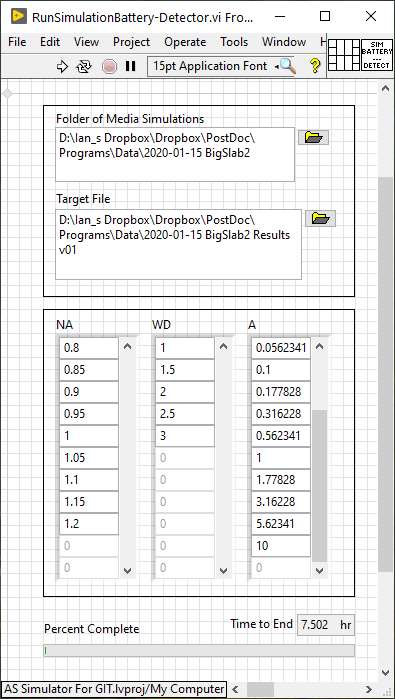 RunSimulationBattery-Detector.vi Fro...
File Edit View Project Operate Tools Window H
SIM
BATTERY
...
DETECT
15pt Application Font
?
Folder of Media Simulations
D:\Ian_s Dropbox\Dropbox\PostDoc\
Programs\Data\2020-01-15 BigSlab2
Target File
D:\Ian_s Dropbox\Dropbox\PostDoc\
Programs\Data\2020-01-15 BigSlab2 Results
v01
NA WD A
0.8 1 0.0562341
0.85 1.5 0.1
0.9 2 0.177828
0.95 2.5 0.316228
1 3 0.562341
1.05 0 1
1.1 0 1.77828
1.15 0 3.16228
1.2 0 5.62341
0 0 10
0 0 0
Percent Complete
Time to End 7.502 hr
AS Simulator For GIT.lvproj/My Computer